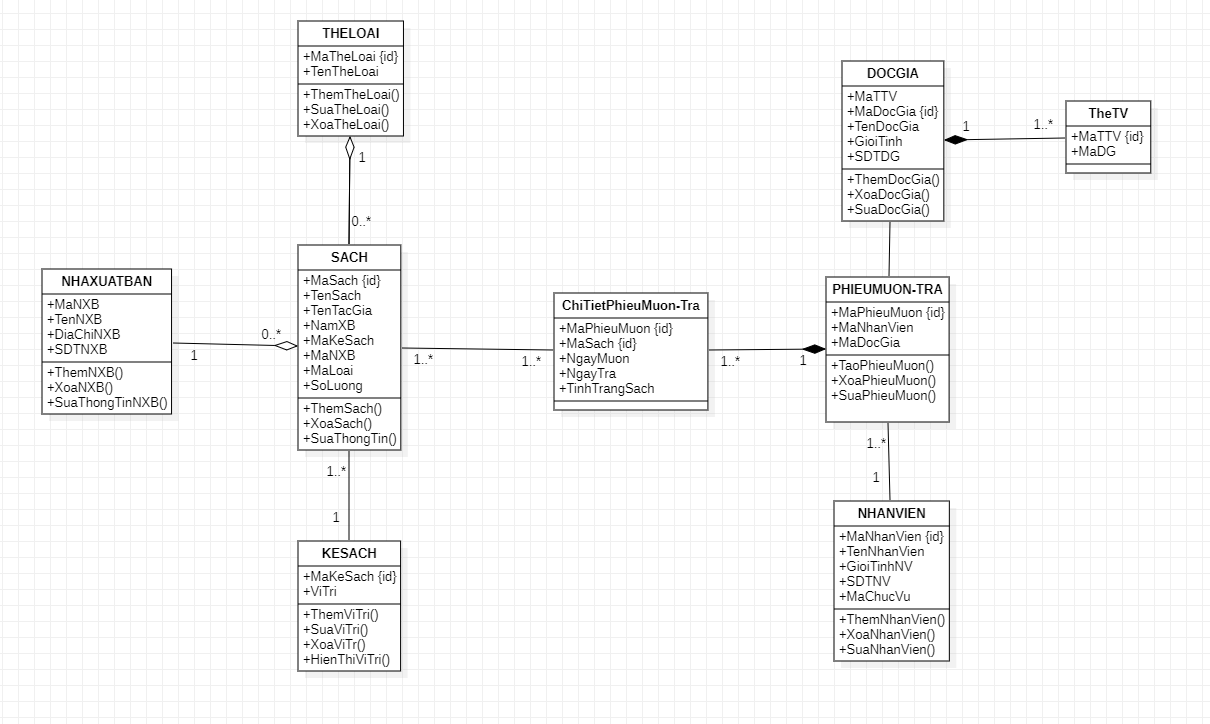 THELOAI
+MaTheLoai {id}
+TenTheLoai
+ThemTheLoai()
+SuaTheLoai()
+XoaTheLoai()
1
0..*
DOCGIA
+MaTTV
+MaDocGia {id}
+TenDocGia
+GioiTinh
+SDTDG
+ThemDocGia()
+XoaDocGia()
+SuaDocGia()
1
1..*
TheTV
+MaTTV {id}
+MaDG
NHAXUATBAN
+MaNXB
+TenNXB
+DiaChiNXB
+SDTNXB
+ThemNXB()
+XoaNXB()
+SuaThongTinNXB()
1
0..*
SACH
+MaSach {id}
+TenSach
+TenTacGia
+NamXB
+MaKeSach
+MaNXB
+MaLoai
+SoLuong
+ThemSach()
+XoaSach()
+SuaThongTin()
1..*
1..*
ChiTietPhieuMuon-Tra
+MaPhieuMuon {id}
+MaSach {id}
+NgayMuon
+NgayTra
+TinhTrangSach
1..*
1
PHIEUMUON-TRA
+MaPhieuMuon {id}
+MaNhanVien
+MaDocGia
+TaoPhieuMuon()
+XoaPhieuMuon()
+SuaPhieuMuon()
1..*
1
1..*
1
KESACH
+MaKeSach {id}
+ViTri
+ThemViTri()
+SuaViTri()
+XoaViTr()
+HienThiViTri()
NHANVIEN
+MaNhanVien {id}
+TenNhanVien
+GioiTinhNV
+SDTNV
+MaChucVu
+ThemNhanVien()
+XoaNhanVien()
+SuaNhanVien()